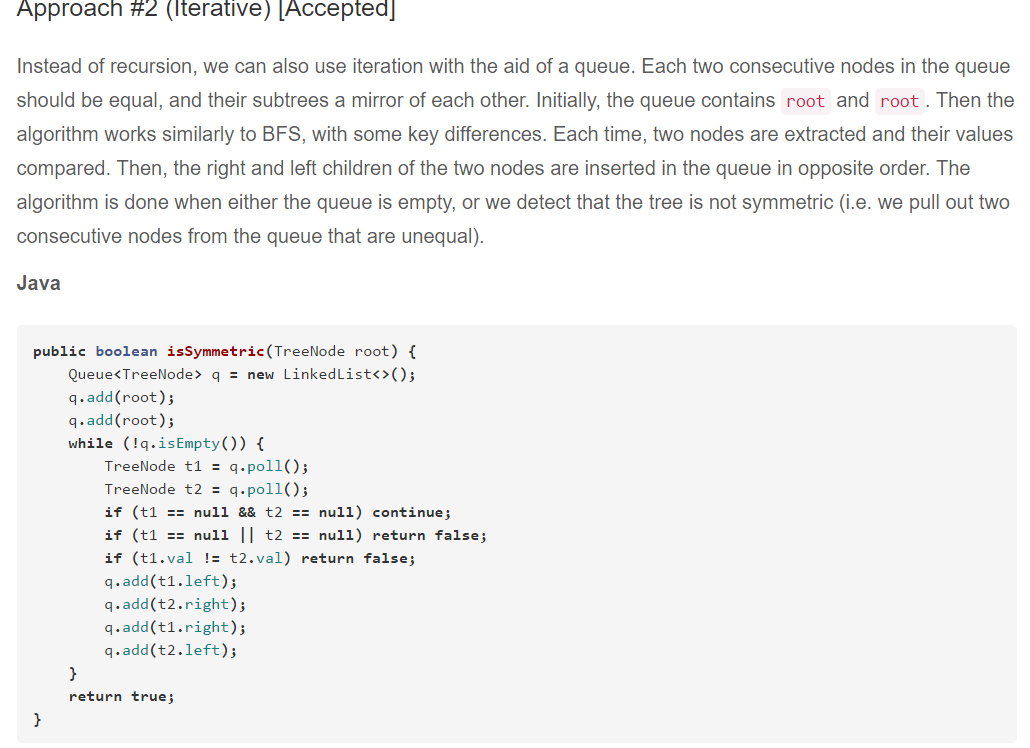 Approach #2 (Iterative) [Accepted]
Instead of recursion, we can also use iteration with the aid of a queue. Each two consecutive nodes in the queue
should be equal, and their subtrees a mirror of each other. Initially, the queue contains root and root . Then the
algorithm works similarly to BFS, with some key differences. Each time, two nodes are extracted and their values
compared. Then, the right and left children of the two nodes are inserted in the queue in opposite order. The
algorithm is done when either the queue is empty, or we detect that the tree is not symmetric (i.e. we pull out two
consecutive nodes from the queue that are unequal).
Java
public boolean isSymmetric(TreeNode root) {
    Queue<TreeNode> q = new LinkedList<>();
    q.add(root);
    q.add(root);
    while (!q.isEmpty()) {
        TreeNode t1 = q.poll();
        TreeNode t2 = q.poll();
        if (t1 == null && t2 == null) continue;
        if (t1 == null || t2 == null) return false;
        if (t1.val != t2.val) return false;
        q.add(t1.left);
        q.add(t2.right);
        q.add(t1.right);
        q.add(t2.left);
    }
    return true;
}